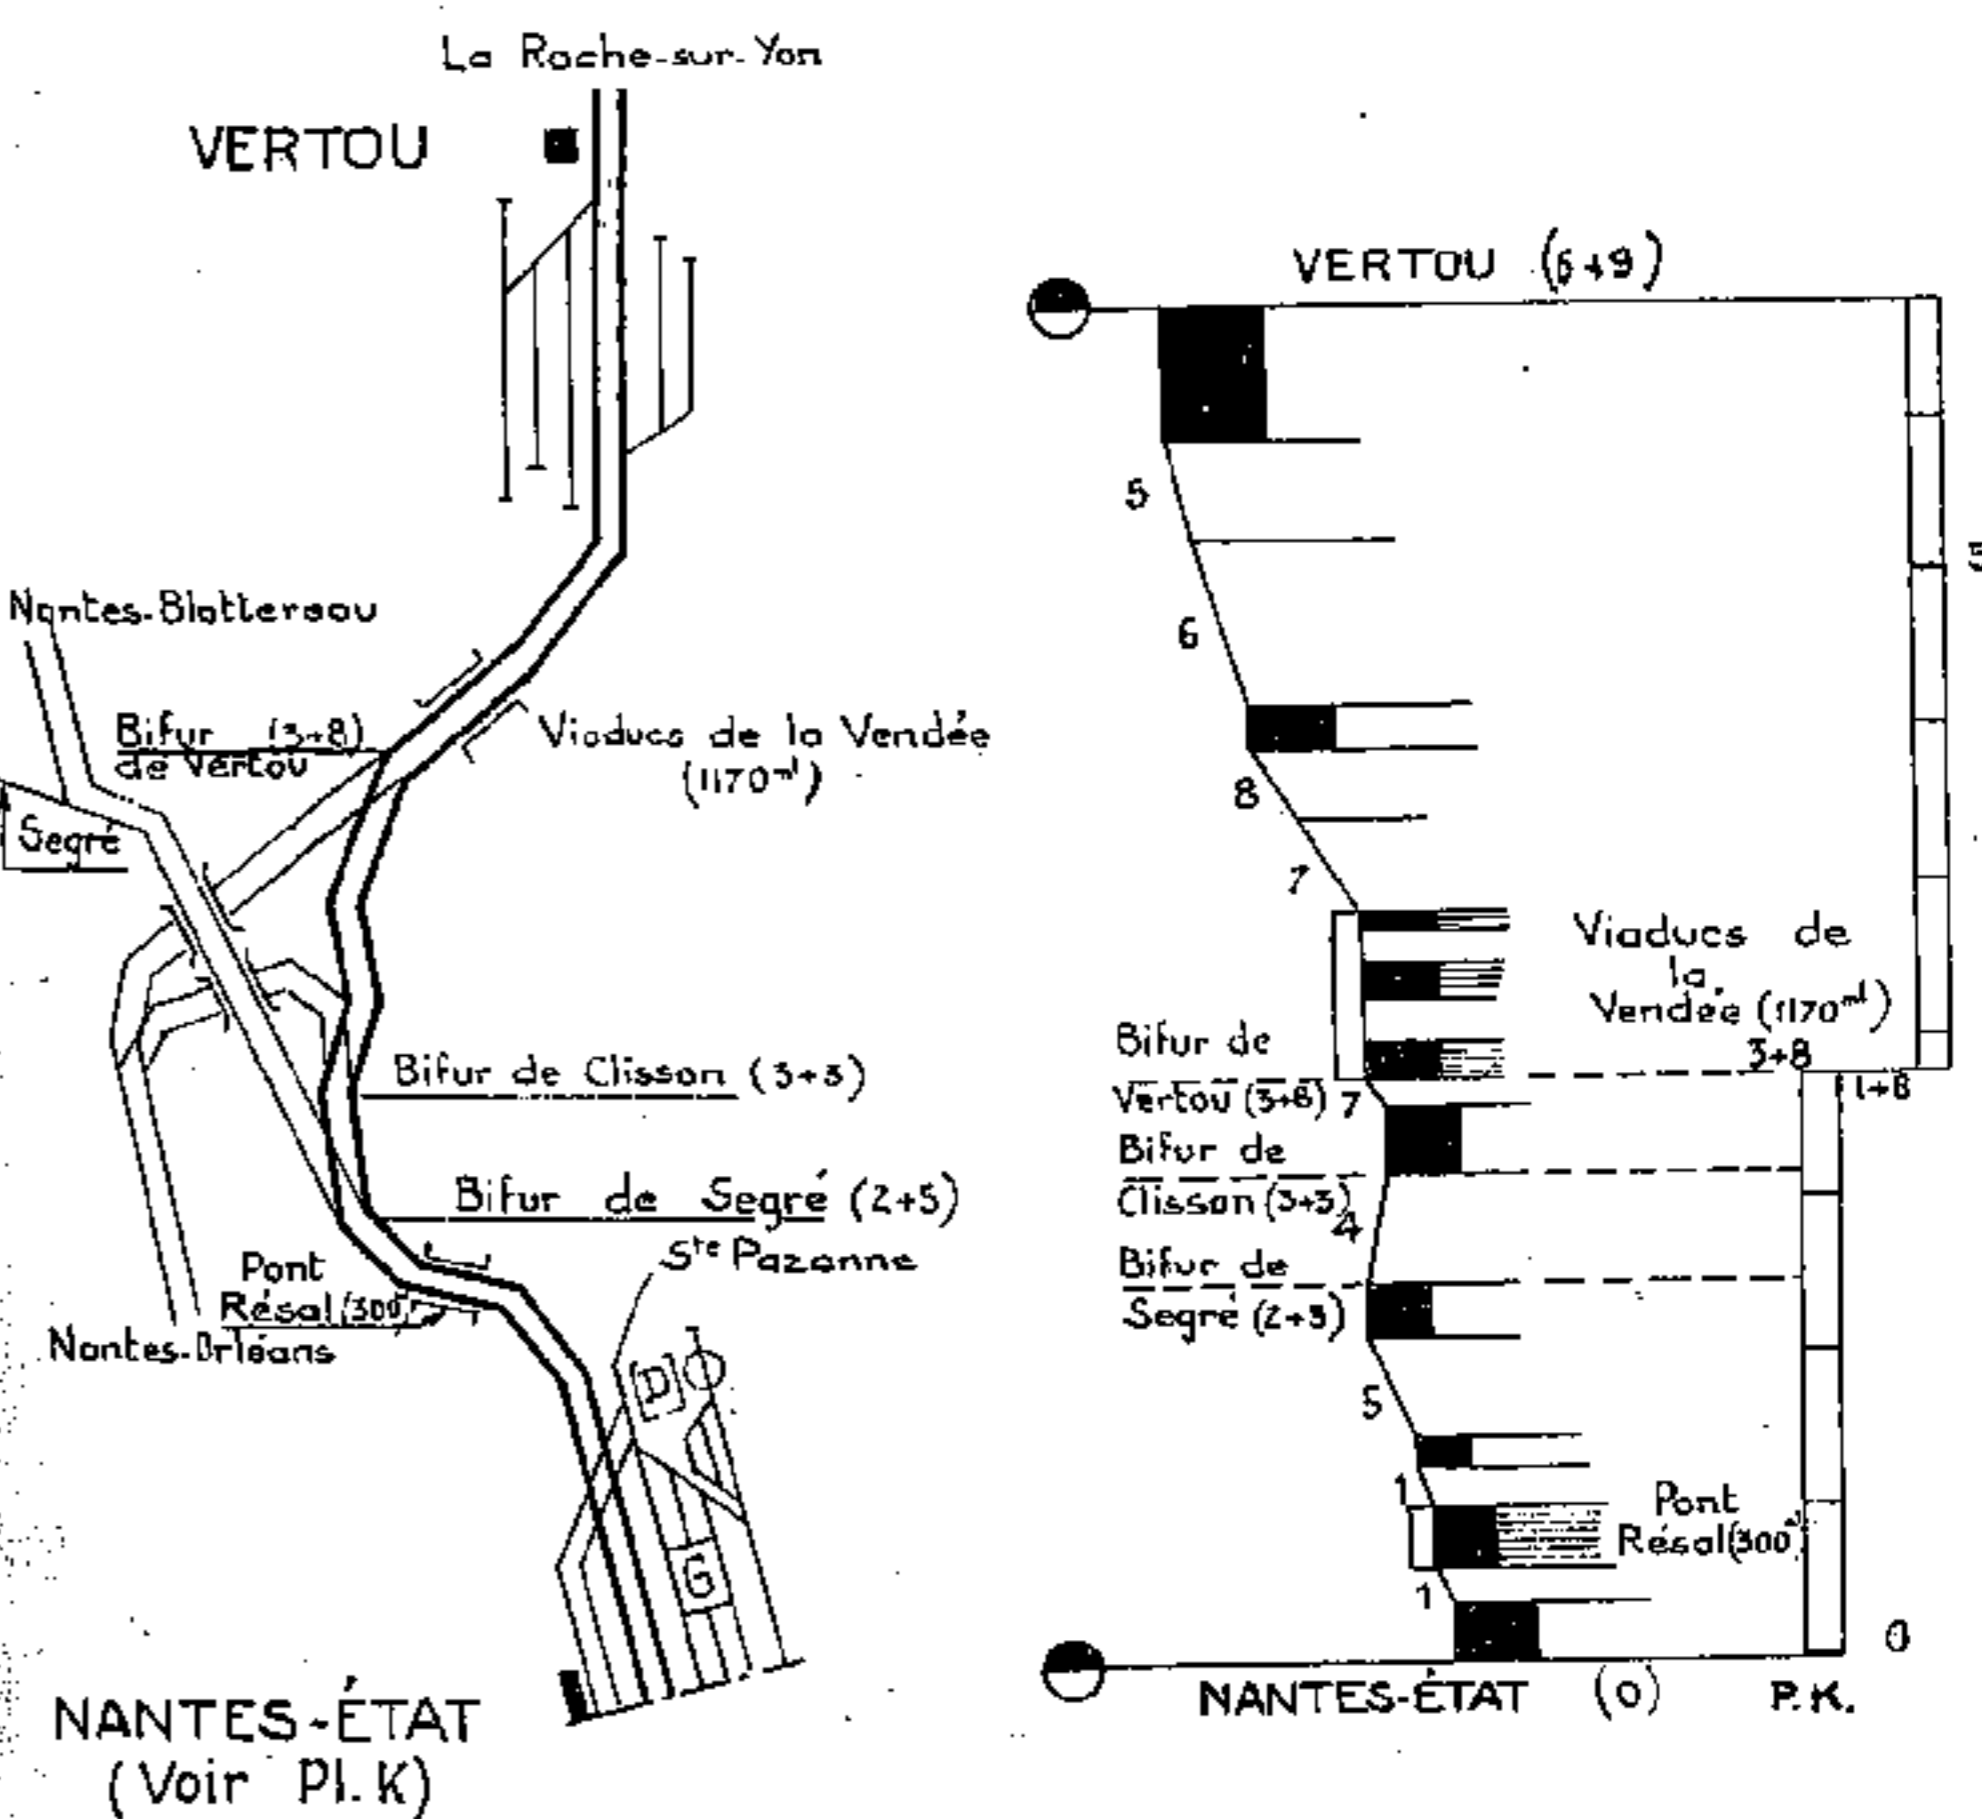 La Roche-sur-Yon
VERTOU
Nantes-Blottereau
Bifur (3+8)
de Vertou
Viaducs de la Vendée
(1170ml)
Segré
Bifur de Clisson (3+3)
Bifur de Segré (2+5)
Ste Pazanne
Pont
Résal (300
Nantes-Orléans
D
G
NANTES-ÉTAT
(Voir Pl. K)
VERTOU (6+9)
5
6
8
7
Viaducs de
la
Vendée (1170ml)
3+8
1+8
Bifur de
Vertou (3+8) 7
Bifur de
Clisson (3+3)
4
Bifur de
Segré (2+5)
5
1
Pont
Résal (300
1
0
NANTES-ÉTAT (0) P.K.